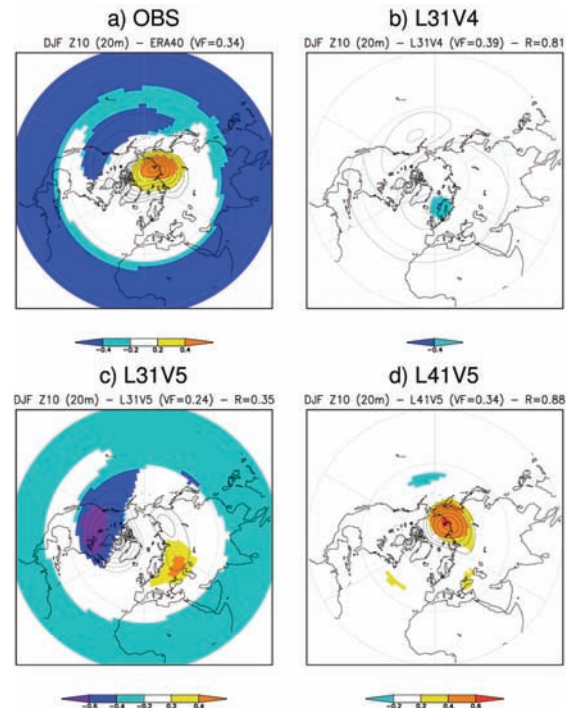 a) OBS
DJF Z10 (20m) - ERA40 (VF=0.34)
-0.4 -0.2 0.2 0.4
b) L31V4
DJF Z10 (20m) - L31V4 (VF=0.39) - R=0.81
-0.4
c) L31V5
DJF Z10 (20m) - L31V5 (VF=0.24) - R=0.35
-0.6 -0.4 -0.2 0.2 0.4
d) L41V5
DJF Z10 (20m) - L41V5 (VF=0.34) - R=0.88
-0.2 0.2 0.4 0.6